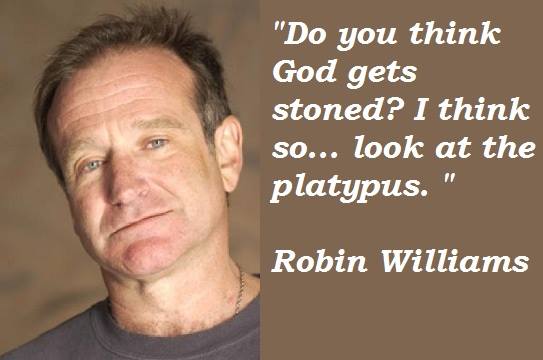 "Do you think
God gets
stoned? I think
so... look at the
platypus. "
Robin Williams